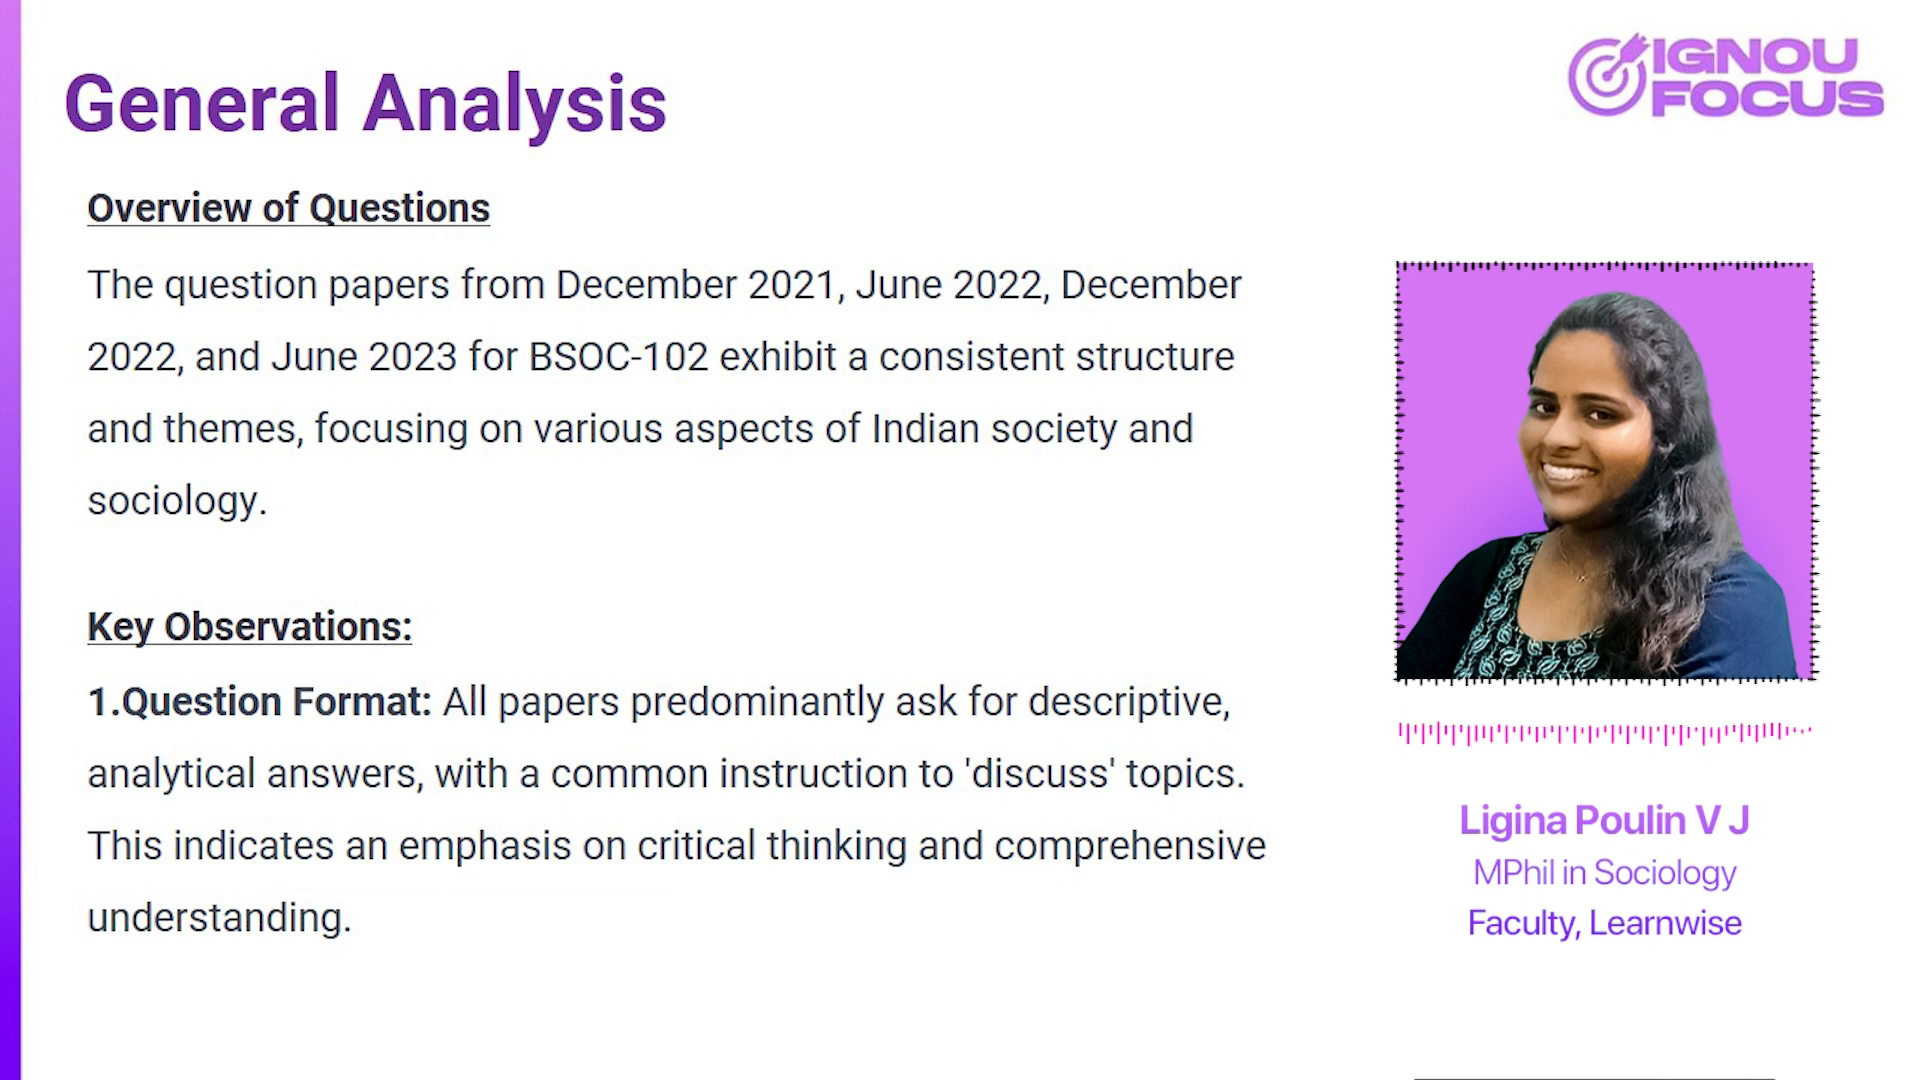 IGNOU
FOCUS
General Analysis
Overview of Questions
The question papers from December 2021, June 2022, December
2022, and June 2023 for BSOC-102 exhibit a consistent structure
and themes, focusing on various aspects of Indian society and
sociology.
Key Observations:
1.Question Format: All papers predominantly ask for descriptive,
analytical answers, with a common instruction to 'discuss' topics.
This indicates an emphasis on critical thinking and comprehensive
understanding.
Ligina Poulin V J
MPhil in Sociology
Faculty, Learnwise